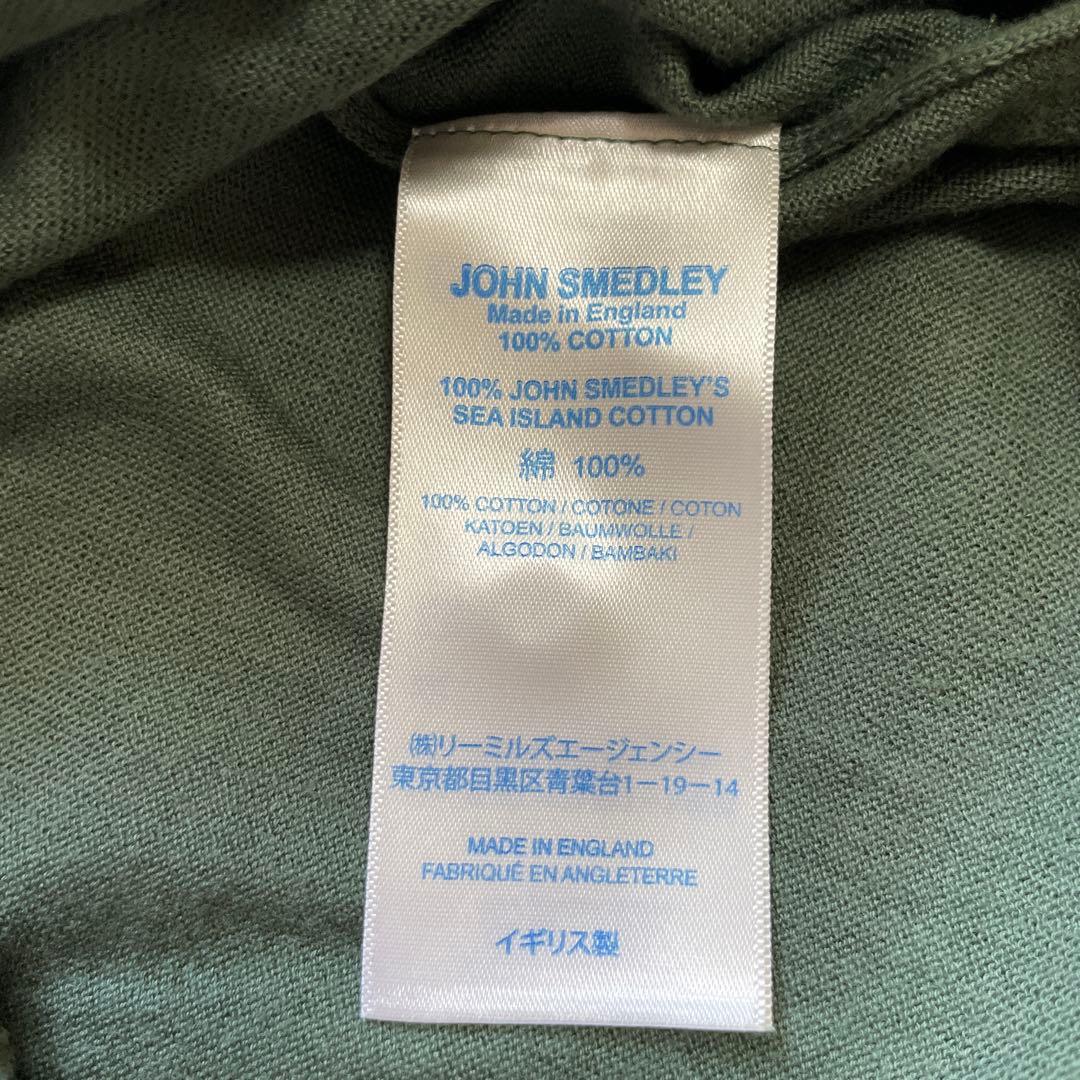 JOHN SMEDLEY
Made in England
100% COTTON
100% JOHN SMEDLEY'S
SEA ISLAND COTTON
綿 100%
100% COTTON / COTONE / COTON
KATOEN / BAUMWOLLE /
ALGODON / BAMBAKI
㈱リーミルズエージェンシー
東京都目黒区青葉台1ー19ー14
MADE IN ENGLAND
FABRIQUÉ EN ANGLETERRE
イギリス製